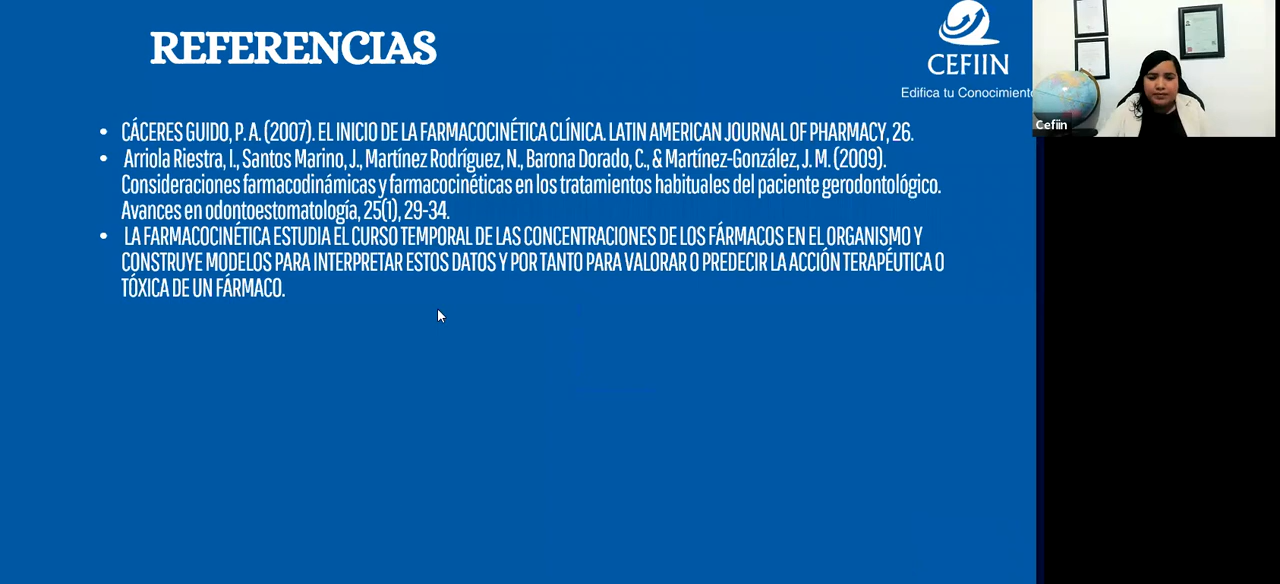 REFERENCIAS
CEFIIN
Edifica tu Conocimiento
Cefiin
• CÁCERES GUIDO, P. A. (2007). EL INICIO DE LA FARMACOCINÉTICA CLÍNICA. LATIN AMERICAN JOURNAL OF PHARMACY, 26.
• Arriola Riestra, I., Santos Marino, J., Martínez Rodríguez, N., Barona Dorado, C., & Martínez-González, J. M. (2009).
Consideraciones farmacodinámicas y farmacocinéticas en los tratamientos habituales del paciente gerodontológico.
Avances en odontoestomatología, 25(1), 29-34.
• LA FARMACOCINÉTICA ESTUDIA EL CURSO TEMPORAL DE LAS CONCENTRACIONES DE LOS FÁRMACOS EN EL ORGANISMO Y
CONSTRUYE MODELOS PARA INTERPRETAR ESTOS DATOS Y POR TANTO PARA VALORAR O PREDECIR LA ACCIÓN TERAPÉUTICA O
TÓXICA DE UN FÁRMACO.